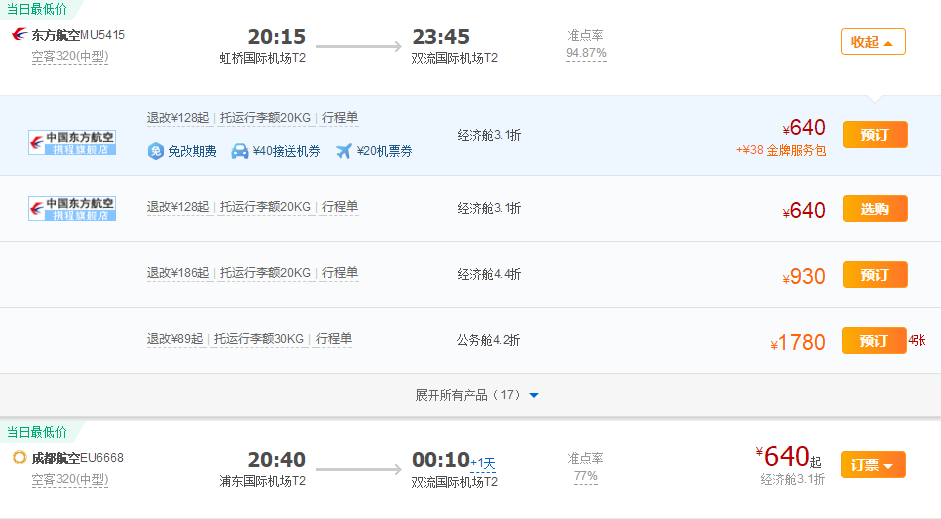 当日最低价
东方航空MU5415 20:15 23:45 准点率 收起
空客320(中型) 虹桥国际机场T2 双流国际机场T2 94.87%
中国东方航空 携程旗舰店
退改¥128起 | 托运行李额20KG | 行程单
免 免改期费 ¥40接送机券 ¥20机票券
经济舱3.1折
¥640 预订
+¥38 金牌服务包
中国东方航空 携程旗舰店
退改¥128起 | 托运行李额20KG | 行程单 经济舱3.1折 ¥640 选购
退改¥186起 | 托运行李额20KG | 行程单 经济舱4.4折 ¥930 预订
退改¥89起 | 托运行李额30KG | 行程单 公务舱4.2折 ¥1780 预订 4张
展开所有产品（17）
当日最低价
成都航空EU6668 20:40 00:10+1天 准点率 ¥640起 订票
空客320(中型) 浦东国际机场T2 双流国际机场T2 77% 经济舱3.1折